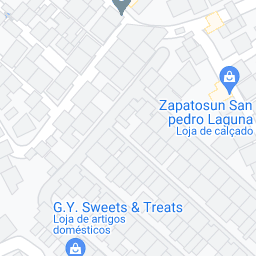 Zapatosun San
pedro Laguna
Loja de calçado
G.Y. Sweets & Treats
Loja de artigos
domésticos